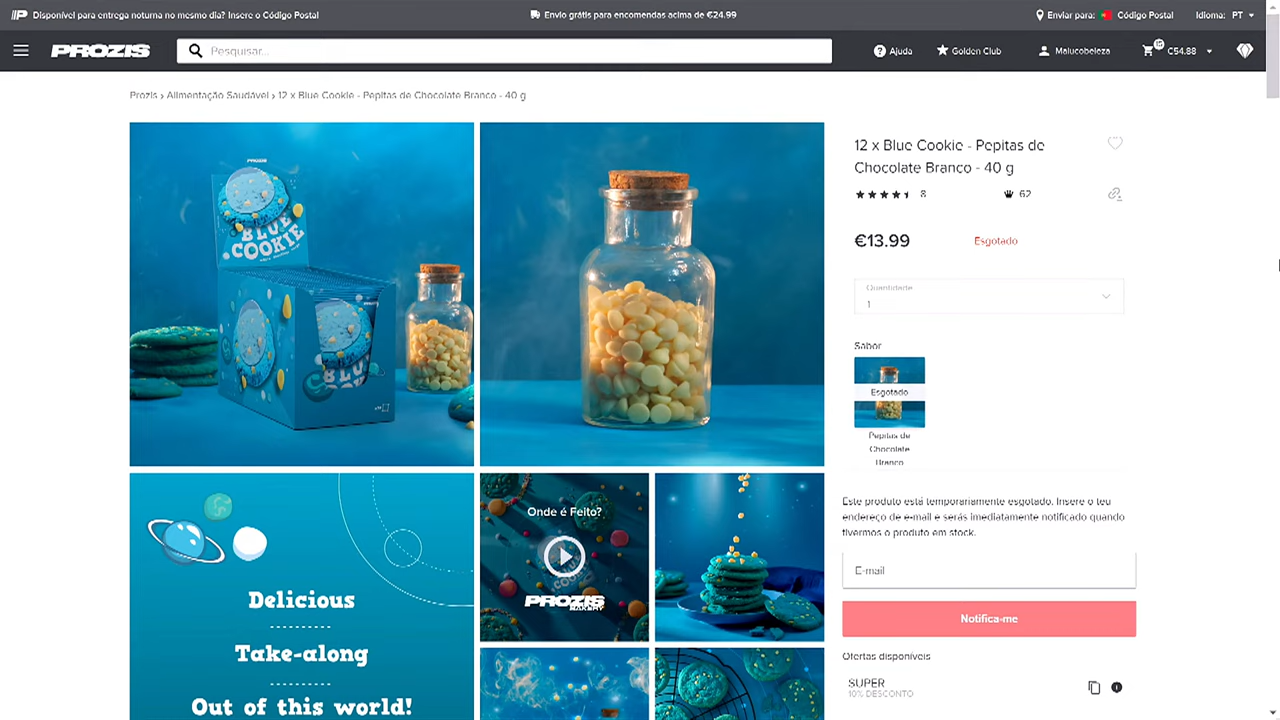 Disponível para entrega noturna no mesmo dia? Insere o Código Postal
Envio grátis para encomendas acima de €24.99
Enviar para: Código Postal
Idioma: PT
PROZIS
Pesquisar...
Ajuda
Golden Club
Malucobeleza
15
€54.88
Prozis › Alimentação Saudável › 12 x Blue Cookie - Pepitas de Chocolate Branco - 40 g
PROZIS
BLUE
COOKIE
12 x Blue Cookie - Pepitas de
Chocolate Branco - 40 g
8
62
€13.99
Esgotado
Quantidade
1
Sabor
Esgotado
Pepitas de
Chocolate
Branco
Delicious
Take-along
Out of this world!
Onde é Feito?
PROZIS
BAKERY
Este produto está temporariamente esgotado. Insere o teu
endereço de e-mail e serás imediatamente notificado quando
tivermos o produto em stock.
E-mail
Notifica-me
Ofertas disponíveis
SUPER
10% DESCONTO